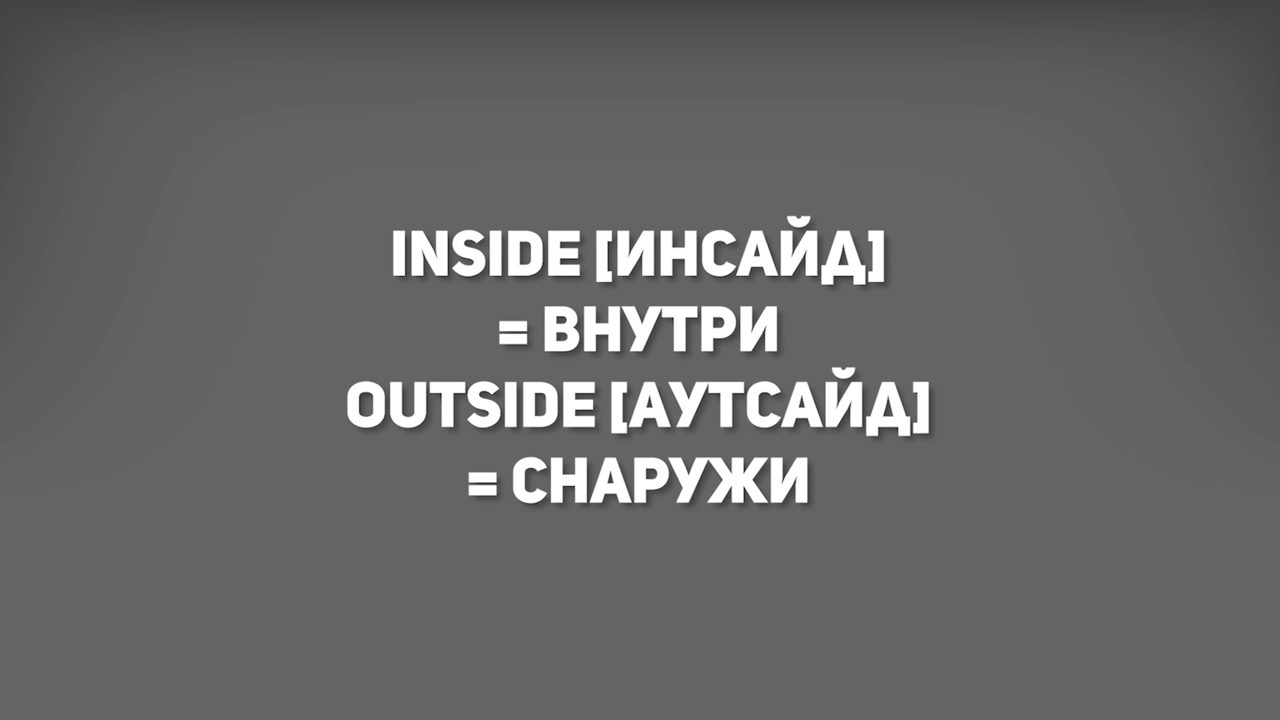 INSIDE [ИНСАЙД]
= ВНУТРИ
OUTSIDE [АУТСАЙД]
= СНАРУЖИ